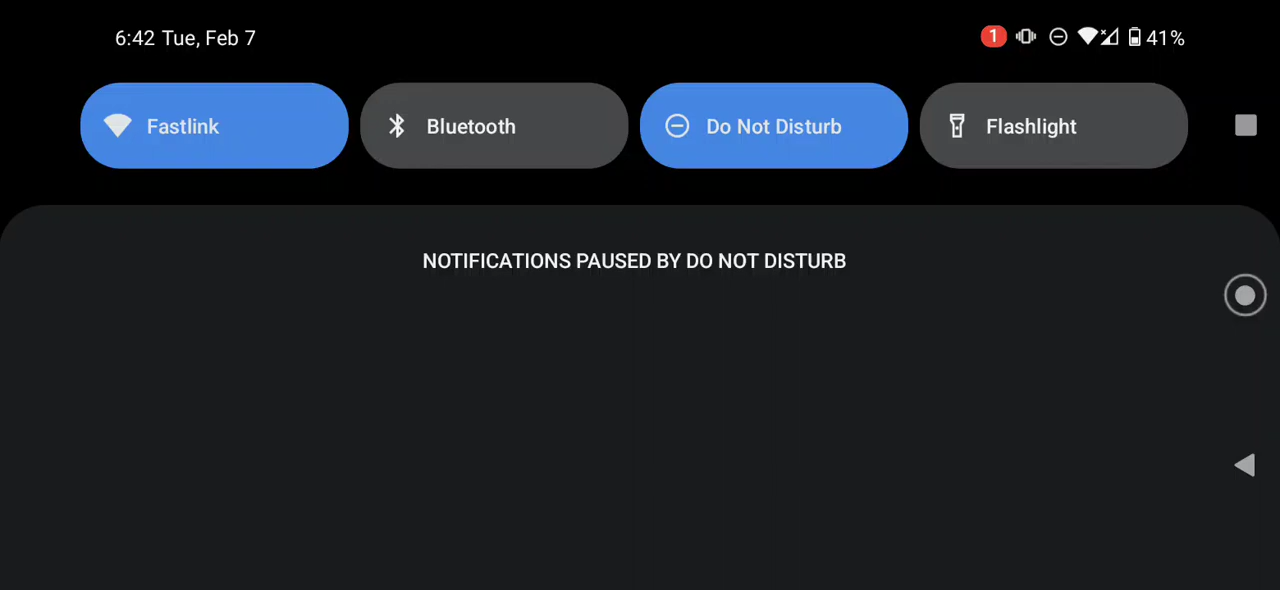 6:42 Tue, Feb 7
1 41%
Fastlink
Bluetooth
Do Not Disturb
Flashlight
NOTIFICATIONS PAUSED BY DO NOT DISTURB